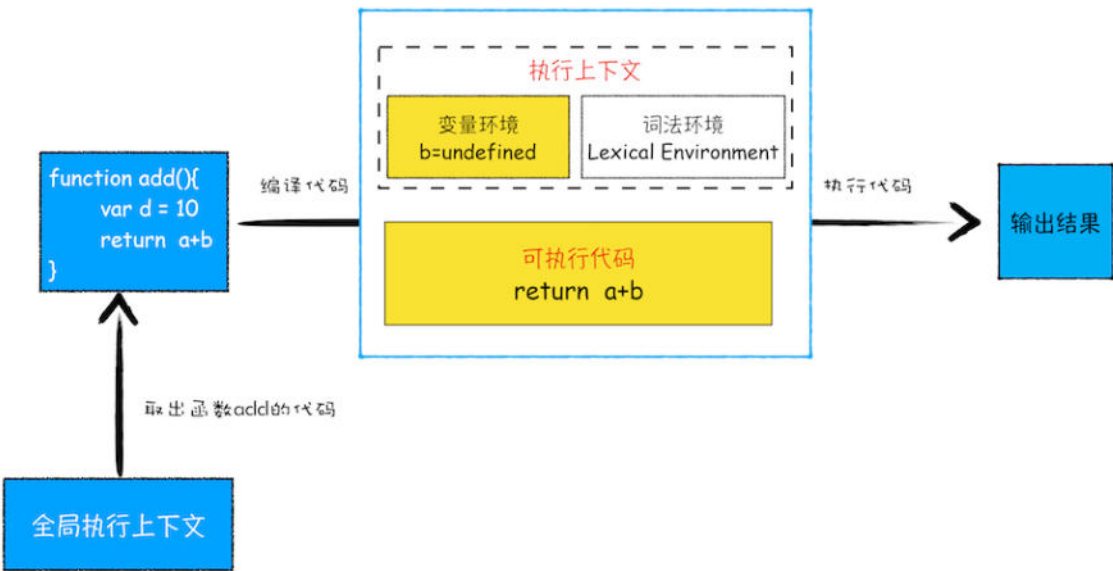 执行上下文
变量环境
b=undefined
词法环境
Lexical Environment
function add(){
var d = 10
return a+b
}
编译代码
可执行代码
return a+b
执行代码
输出结果
取出函数add的代码
全局执行上下文